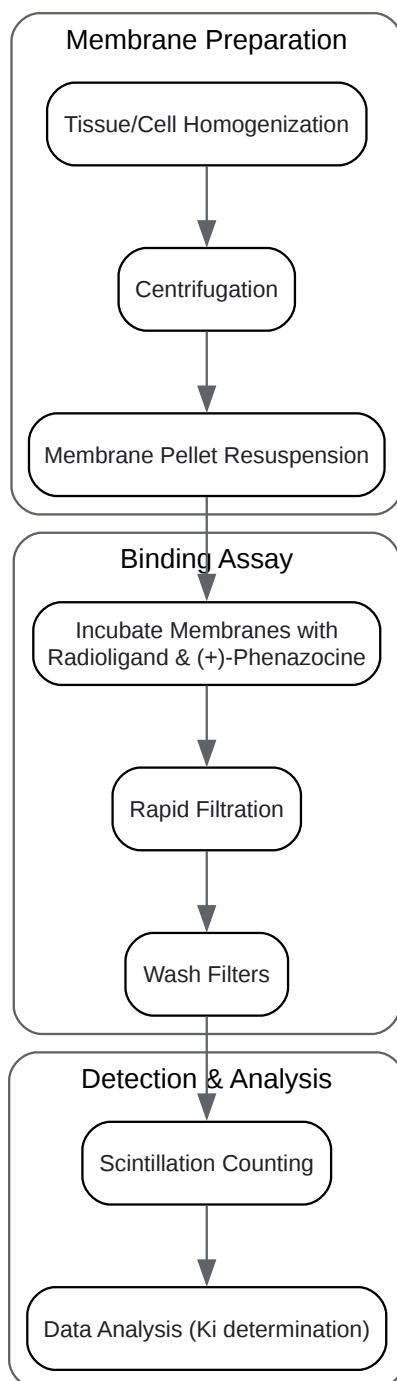 Membrane Preparation
Tissue/Cell Homogenization
Centrifugation
Membrane Pellet Resuspension
Binding Assay
Incubate Membranes with
Radioligand & (+)-Phenazocine
Rapid Filtration
Wash Filters
Detection & Analysis
Scintillation Counting
Data Analysis (Ki determination)